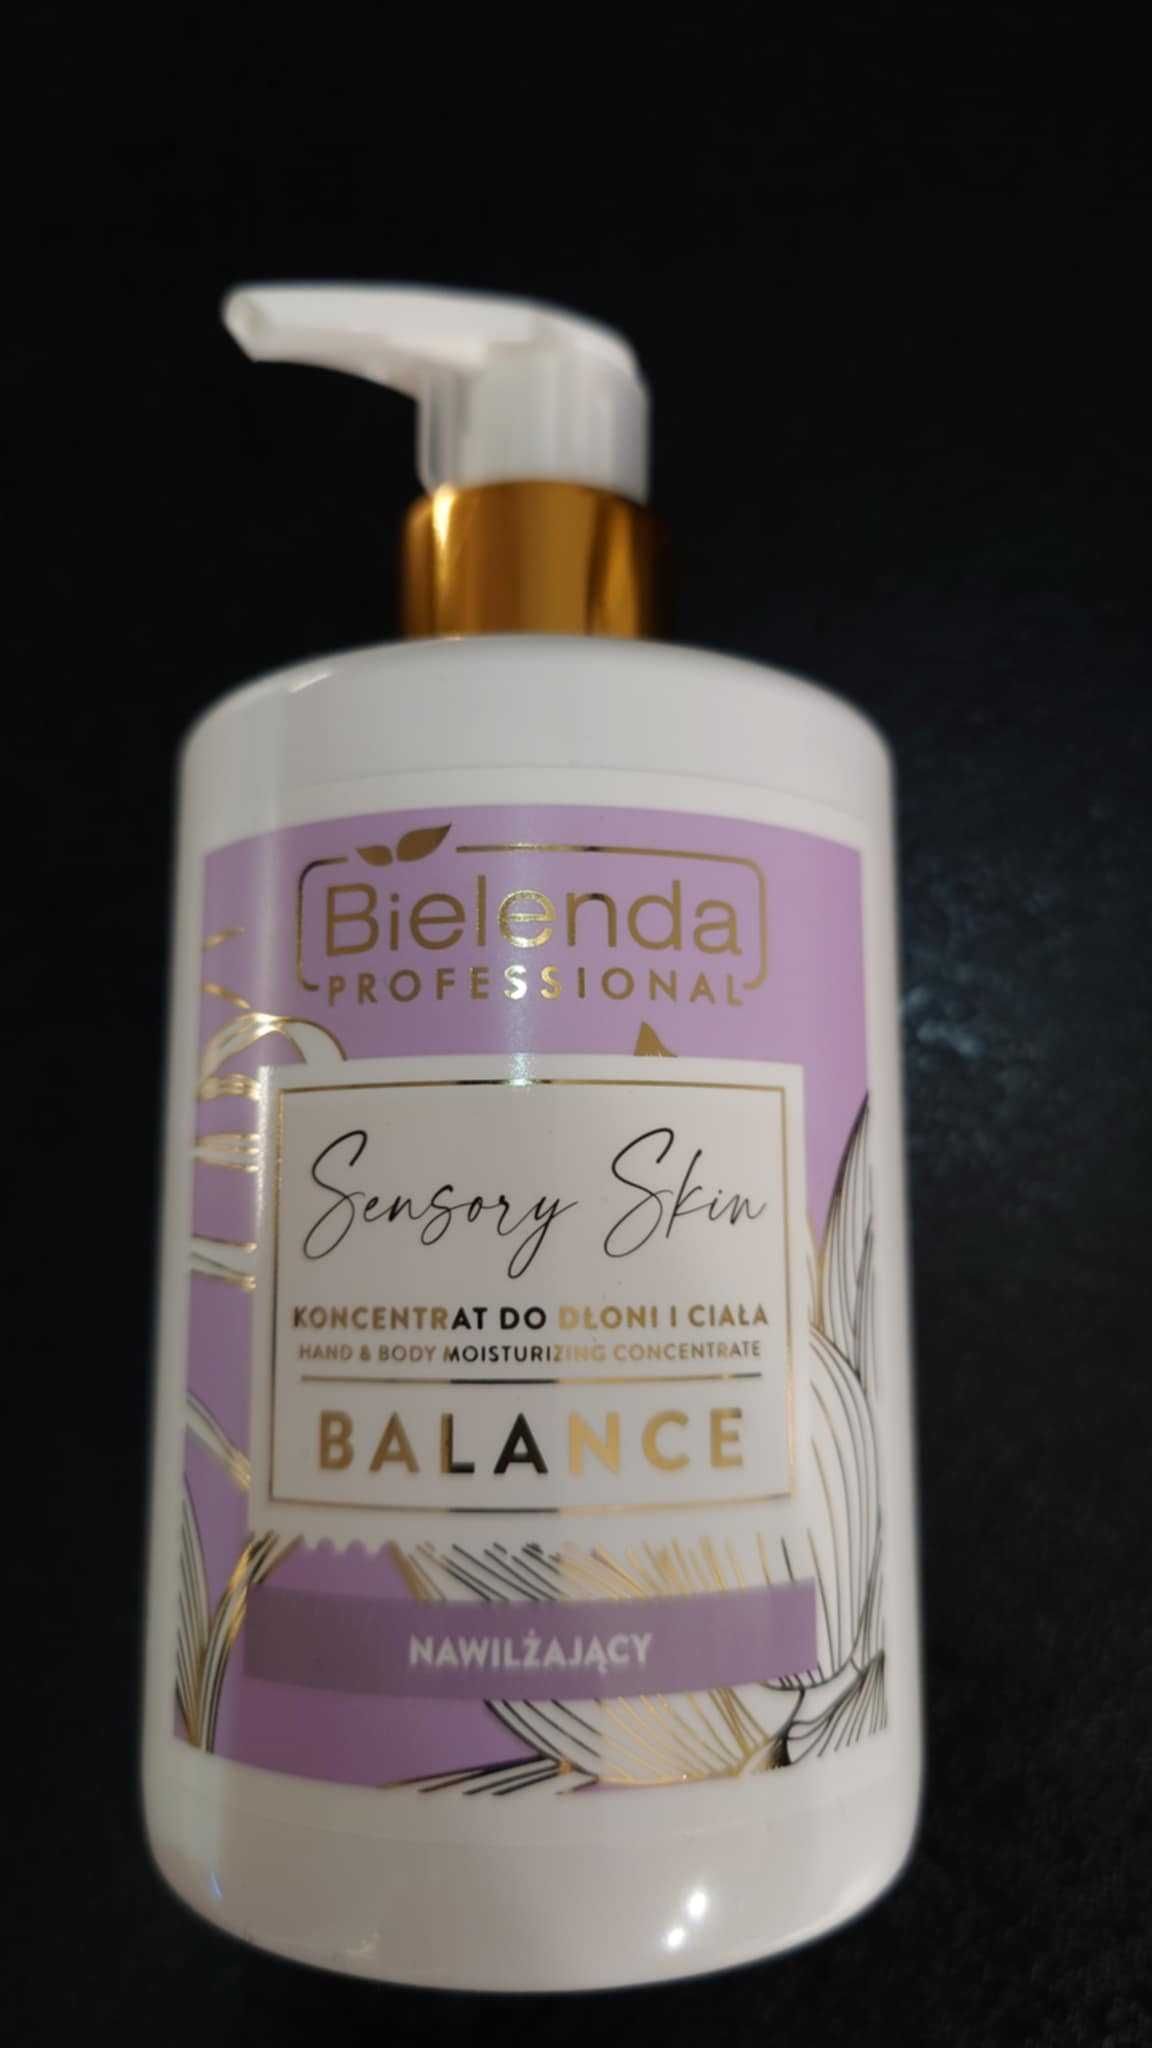 Bielenda
PROFESSIONAL
Sensory Skin
KONCENTRAT DO DŁONI I CIAŁA
HAND & BODY MOISTURIZING CONCENTRATE
BALANCE
NAWILŻAJĄCY